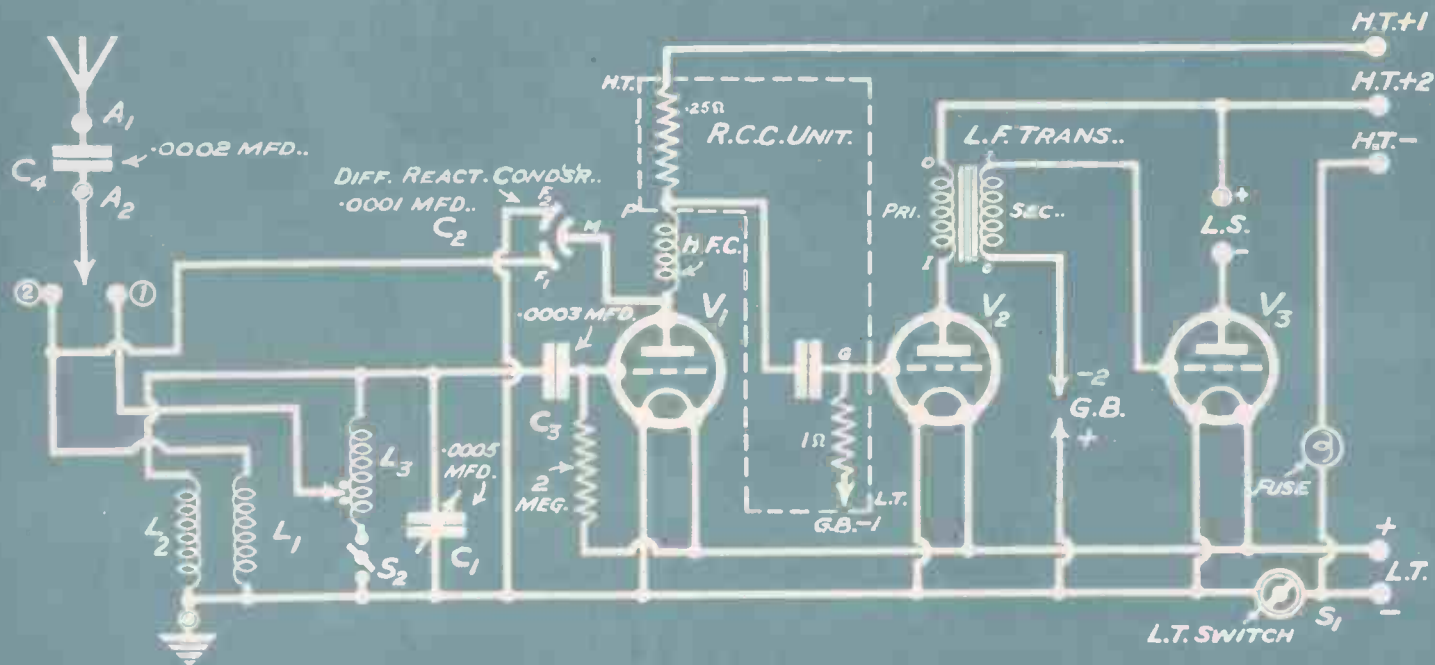 H.T.+1
H.T.+2
H.T.-
A1
.0002 MFD..
C4
A2
②
①
DIFF. REACT. COND'S'R..
.0001 MFD..
C2
F2
M
F1
H.T.
.25Ω
R.C.C. UNIT.
P
H.F.C.
V1
.0003 MFD.
C3
2
MEG.
L3
.0005
MFD.
C1
L2
L1
S2
G
1Ω
L.T.
G.B.-1
L.F. TRANS..
O
PRI.
SEC..
I
V2
-2
G.B.
+
+
L.S.
-
V3
FUSE
+
L.T.
-
S1
L.T. SWITCH